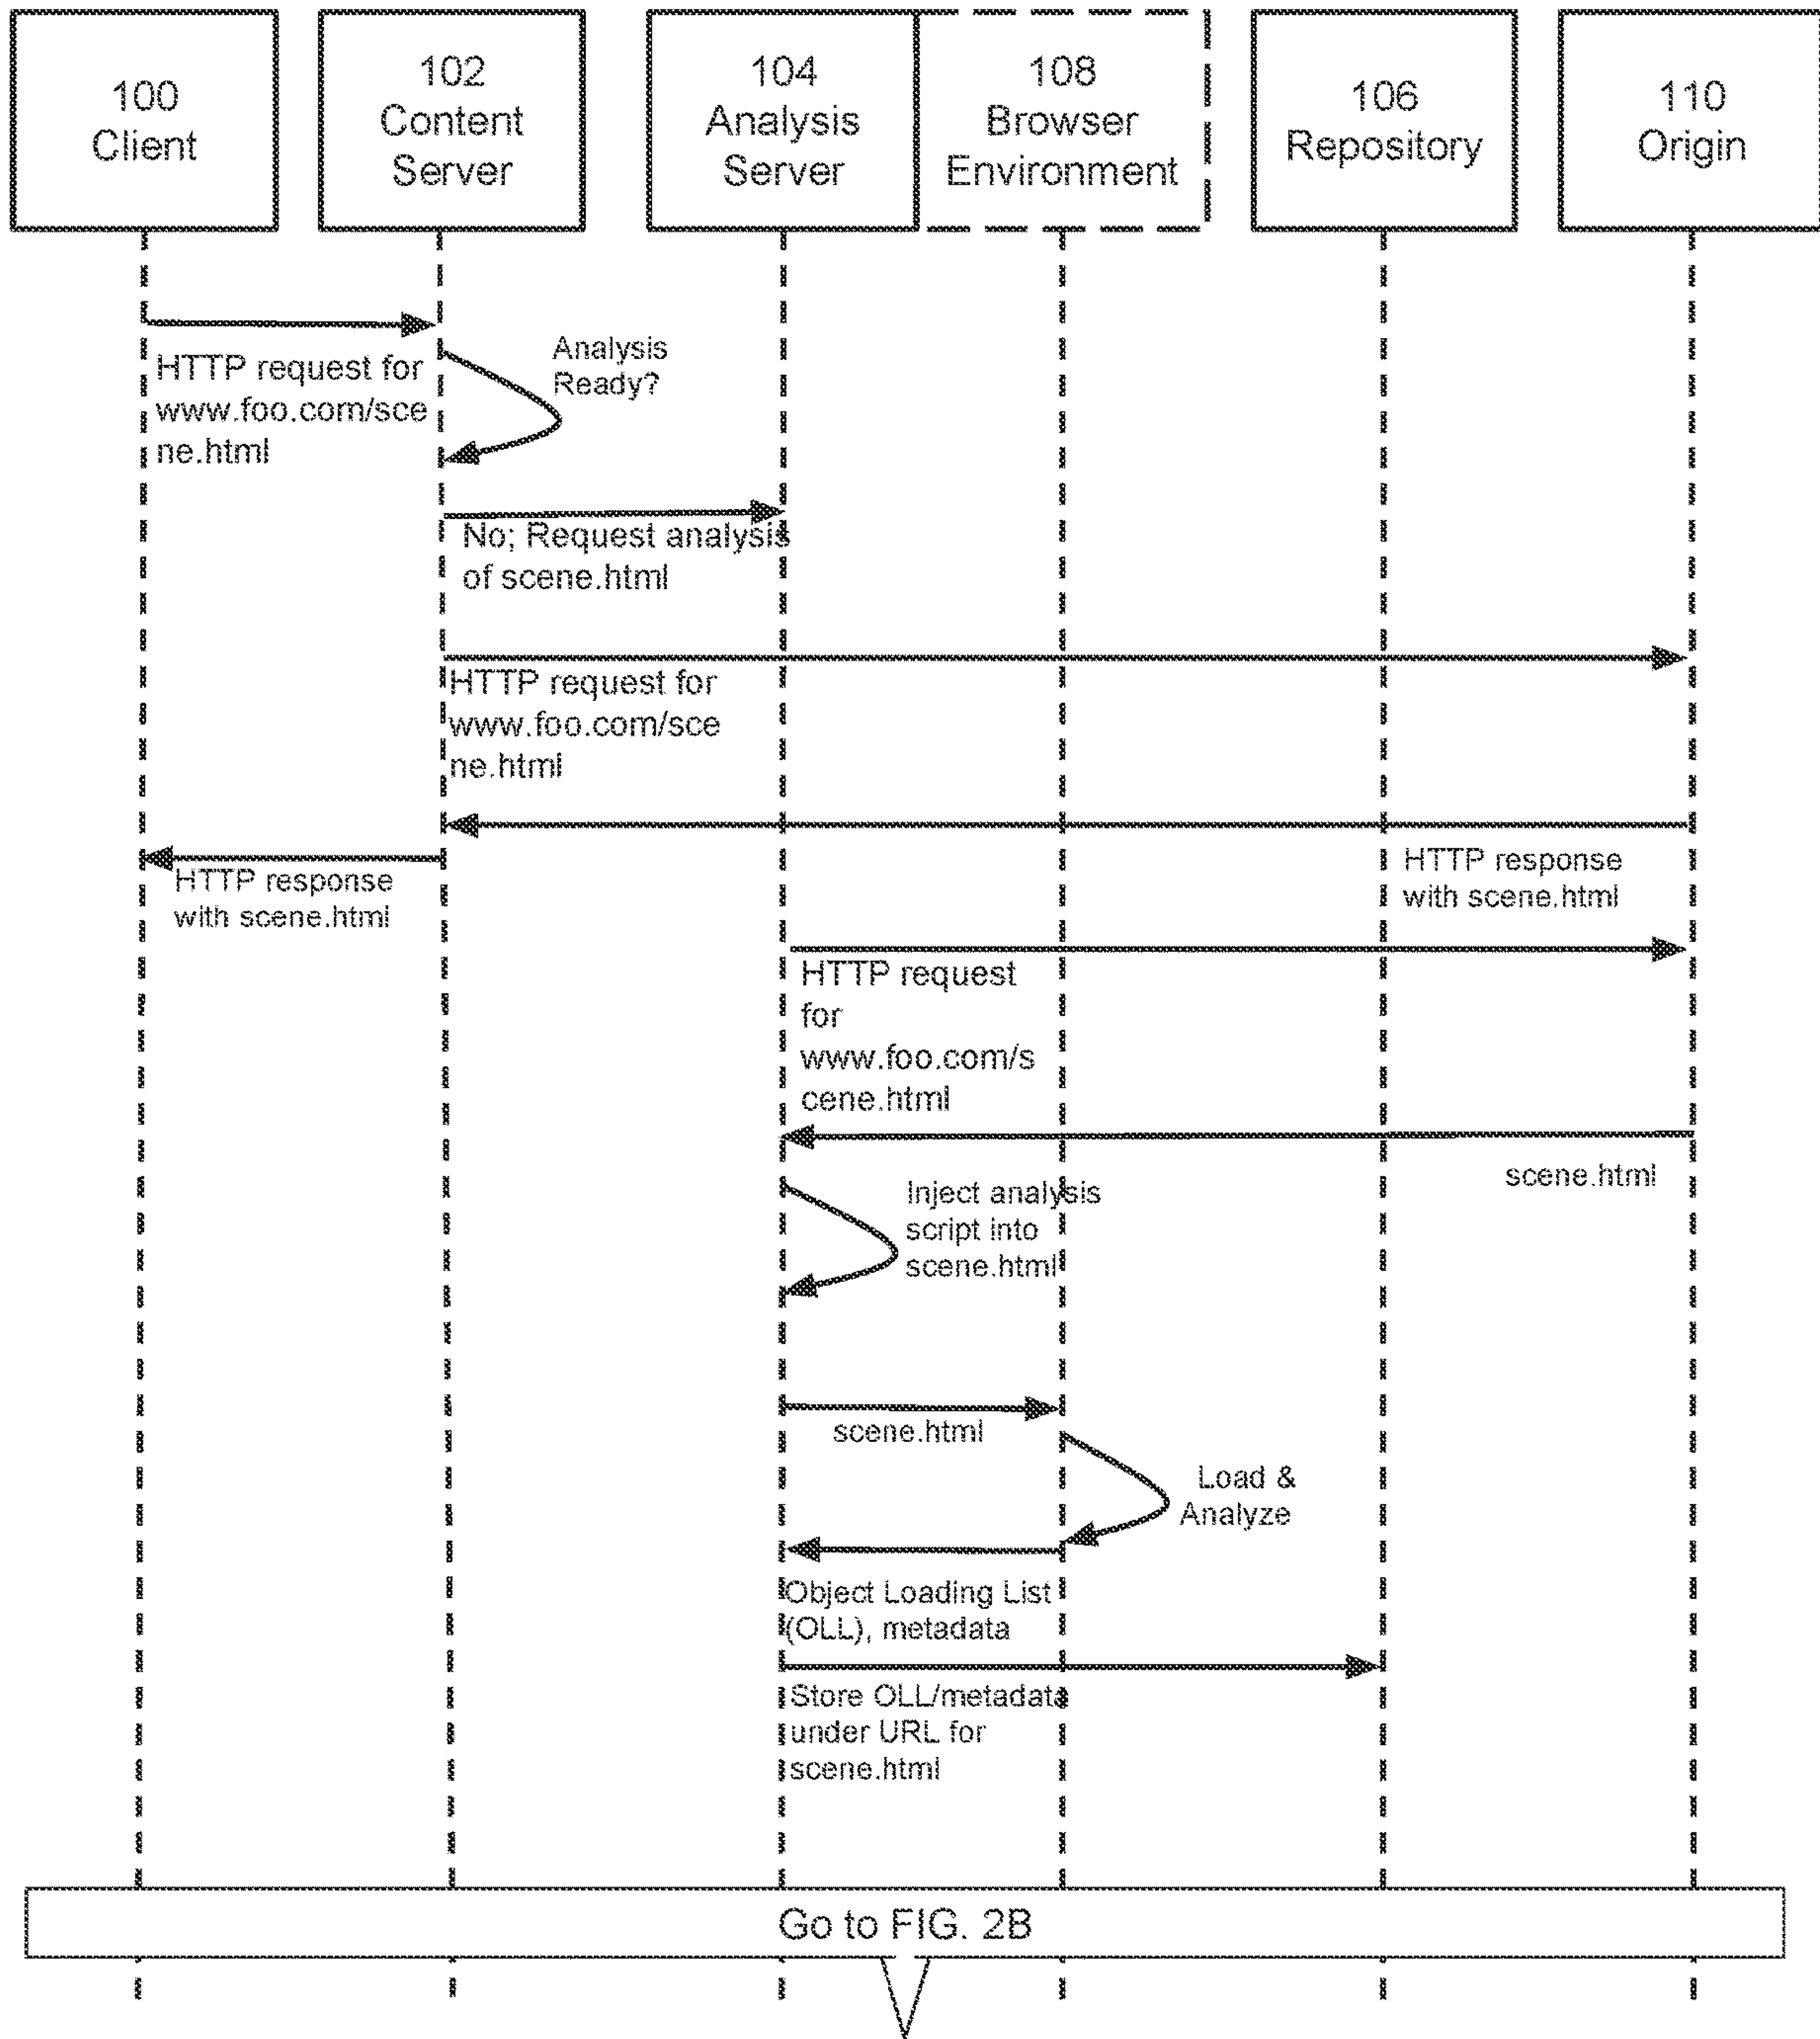 100
Client
102
Content
Server
104
Analysis
Server
108
Browser
Environment
106
Repository
110
Origin
HTTP request for
www.foo.com/sce
ne.html
Analysis
Ready?
No; Request analysis
of scene.html
HTTP request for
www.foo.com/sce
ne.html
HTTP response
with scene.html
HTTP response
with scene.html
HTTP request
for
www.foo.com/s
cene.html
scene.html
Inject analysis
script into
scene.html
scene.html
Load &
Analyze
Object Loading List
(OLL), metadata
Store OLL/metadata
under URL for
scene.html
Go to FIG. 2B